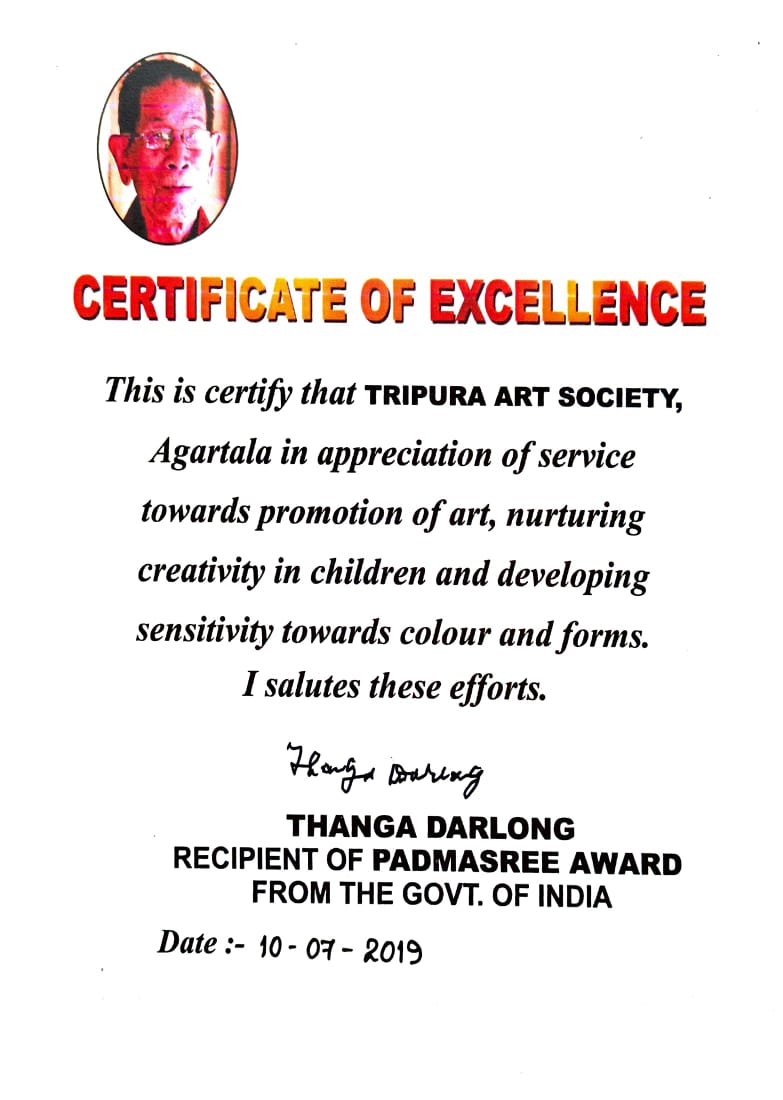 CERTIFICATE OF EXCELLENCE
This is certify that TRIPURA ART SOCIETY,
Agartala in appreciation of service
towards promotion of art, nurturing
creativity in children and developing
sensitivity towards colour and forms.
I salutes these efforts.
Thanga Darlong
THANGA DARLONG
RECIPIENT OF PADMASREE AWARD
FROM THE GOVT. OF INDIA
Date :- 10-07-2019